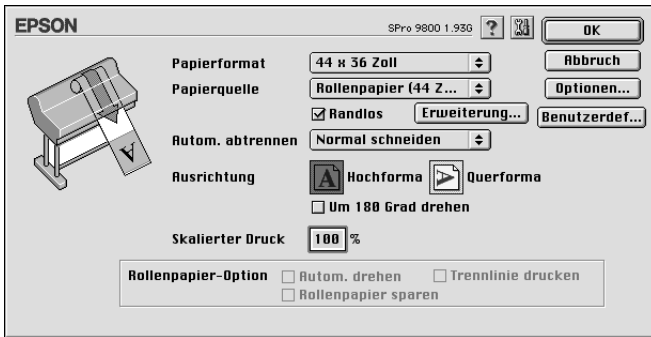 EPSON
SPro 9800 1.93G ? OK
Papierformat 44 x 36 Zoll Abbruch
Papierquelle Rollenpapier (44 Z... Optionen...
Randlos Erweiterung... Benutzerdef...
Autom. abtrennen Normal schneiden
Ausrichtung A Hochforma A Querforma
Um 180 Grad drehen
Skalierter Druck 100 %
Rollenpapier-Option Autom. drehen Trennlinie drucken
Rollenpapier sparen
A